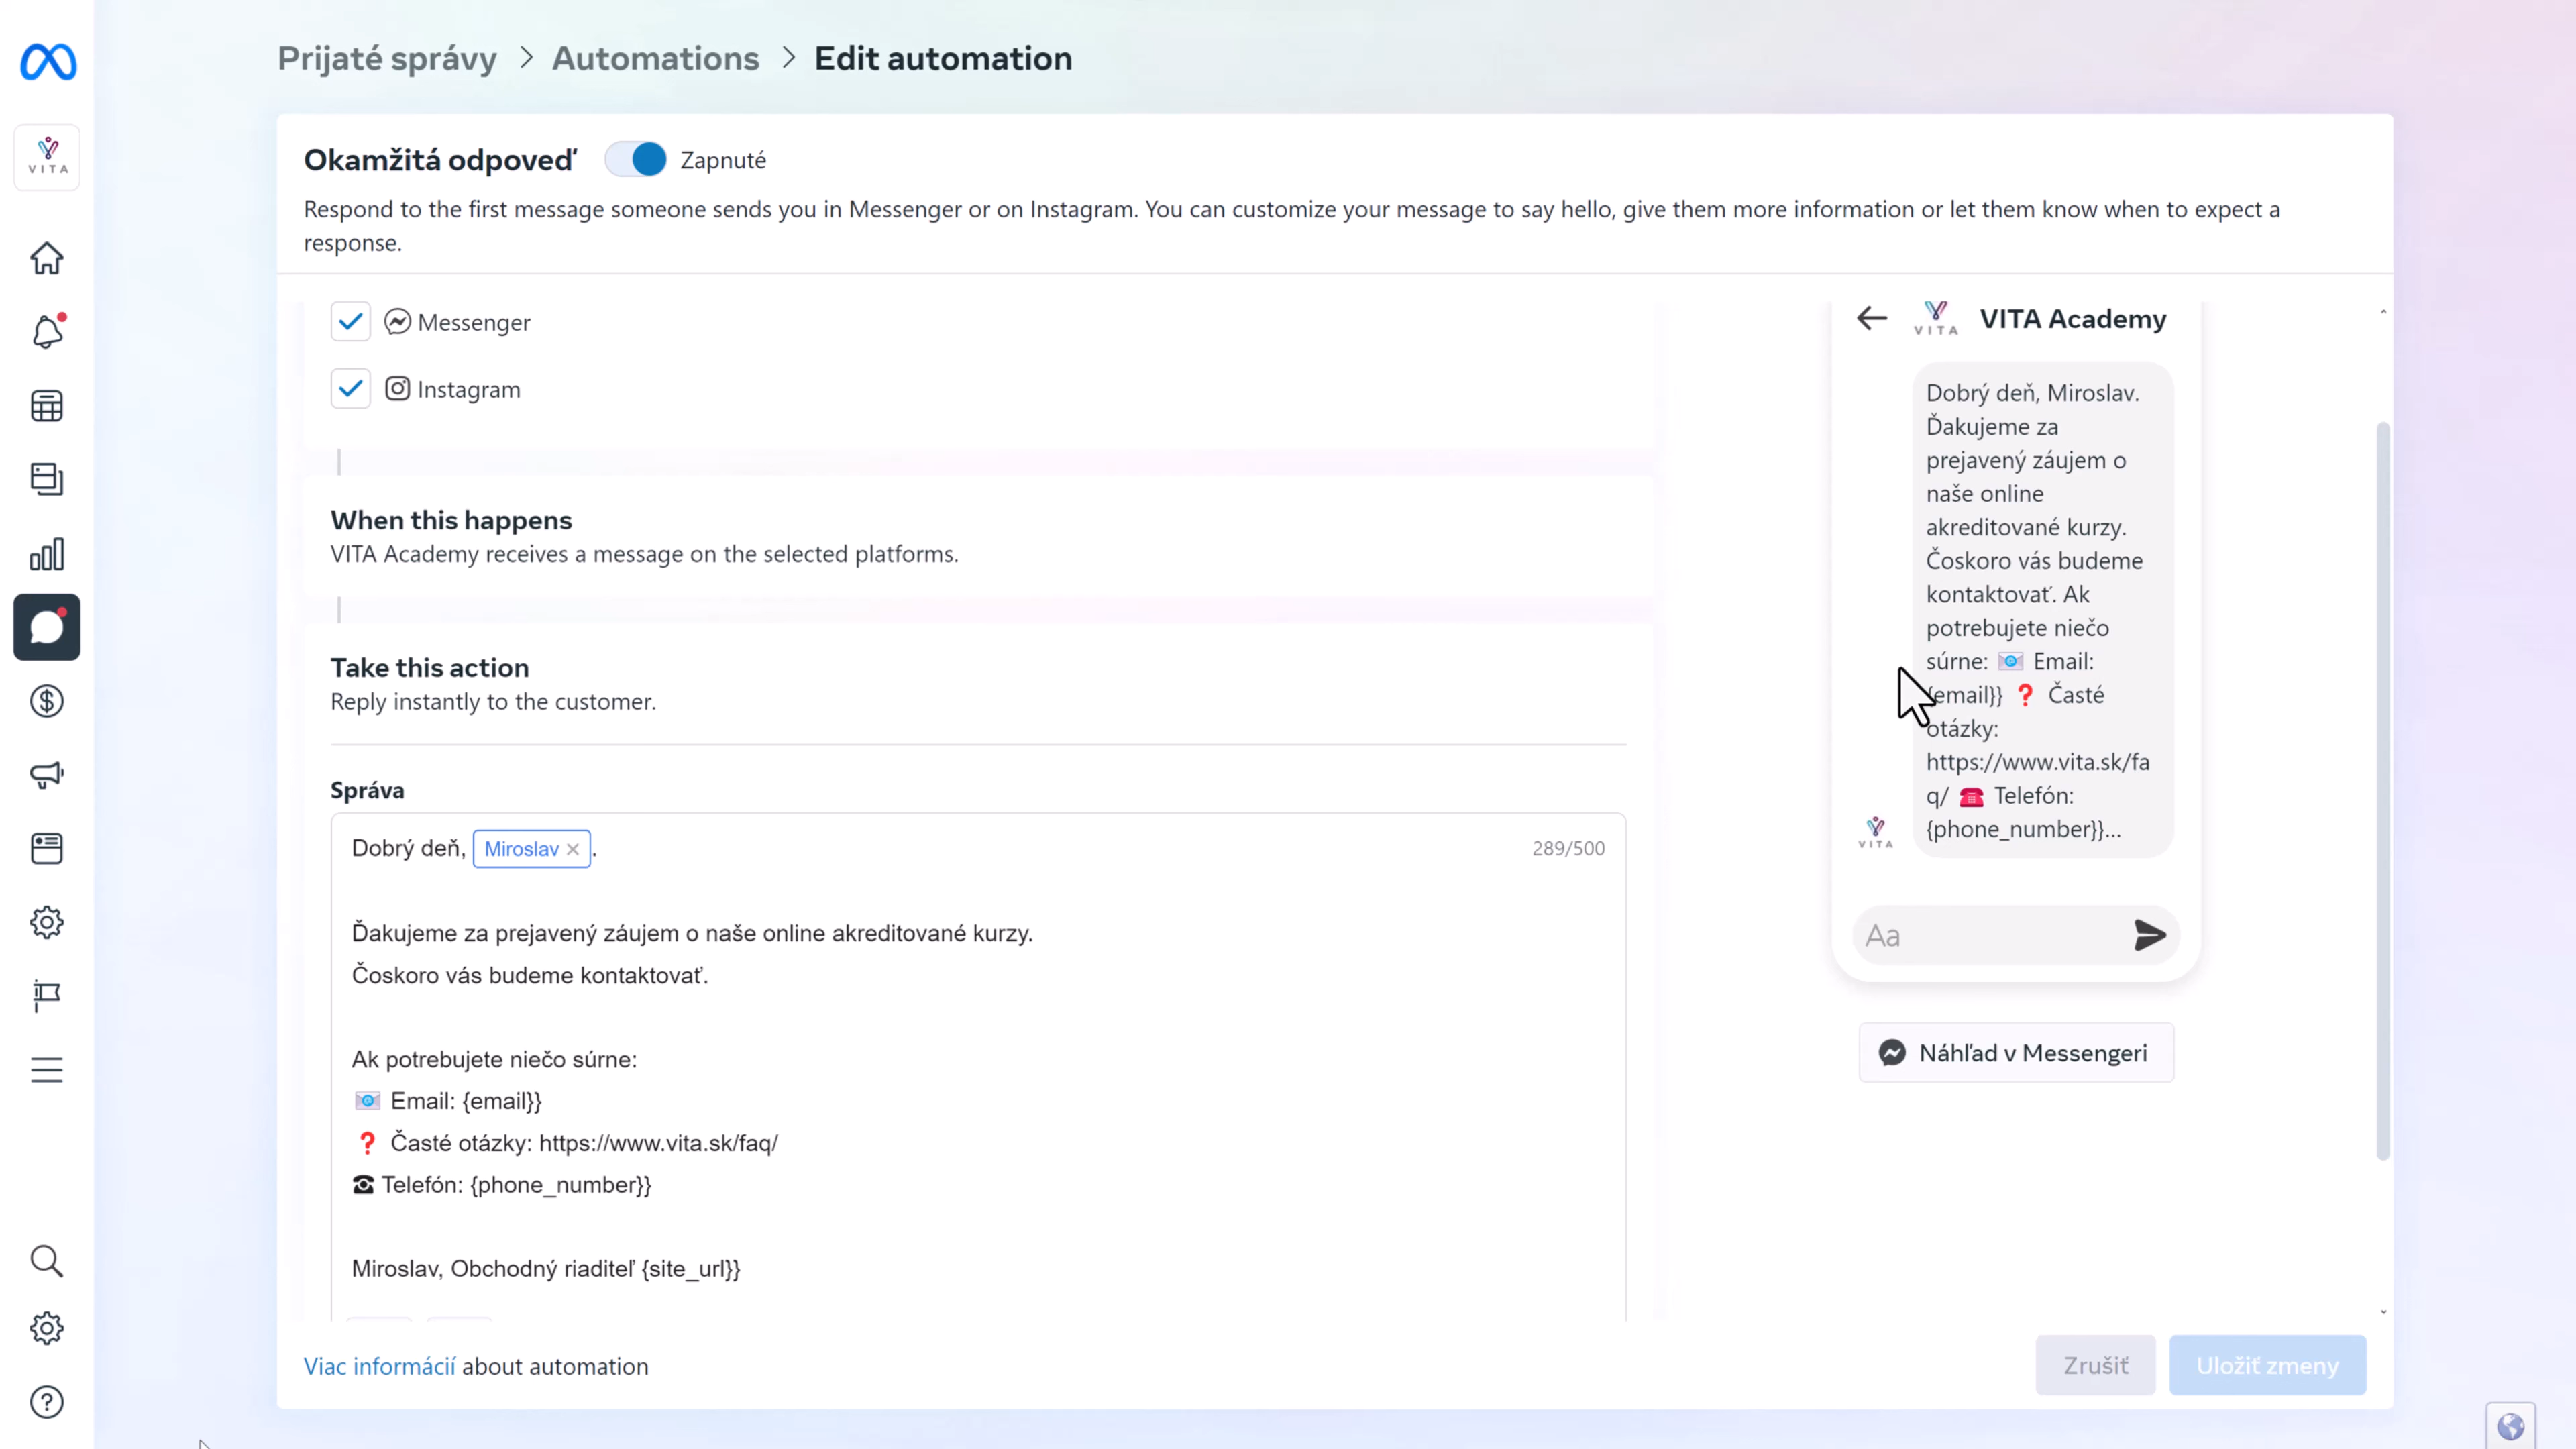 Prijaté správy > Automations > Edit automation
VITA
Okamžitá odpoveď Zapnuté
Respond to the first message someone sends you in Messenger or on Instagram. You can customize your message to say hello, give them more information or let them know when to expect a
response.
Messenger
Instagram
When this happens
VITA Academy receives a message on the selected platforms.
Take this action
Reply instantly to the customer.
Správa
Dobrý deň, Miroslav ×.
289/500
Ďakujeme za prejavený záujem o naše online akreditované kurzy.
Čoskoro vás budeme kontaktovať.
Ak potrebujete niečo súrne:
📧 Email: {email}}
❓ Časté otázky: https://www.vita.sk/faq/
☎ Telefón: {phone_number}}
Miroslav, Obchodný riaditeľ {site_url}}
VITA
VITA Academy
Dobrý deň, Miroslav.
Ďakujeme za
prejavený záujem o
naše online
akreditované kurzy.
Čoskoro vás budeme
kontaktovať. Ak
potrebujete niečo
súrne: 📧 Email:
{email}} ❓ Časté
otázky:
https://www.vita.sk/fa
q/ ☎ Telefón:
{phone_number}}...
VITA
Aa
Náhľad v Messengeri
Viac informácií about automation
Zrušiť
Uložiť zmeny